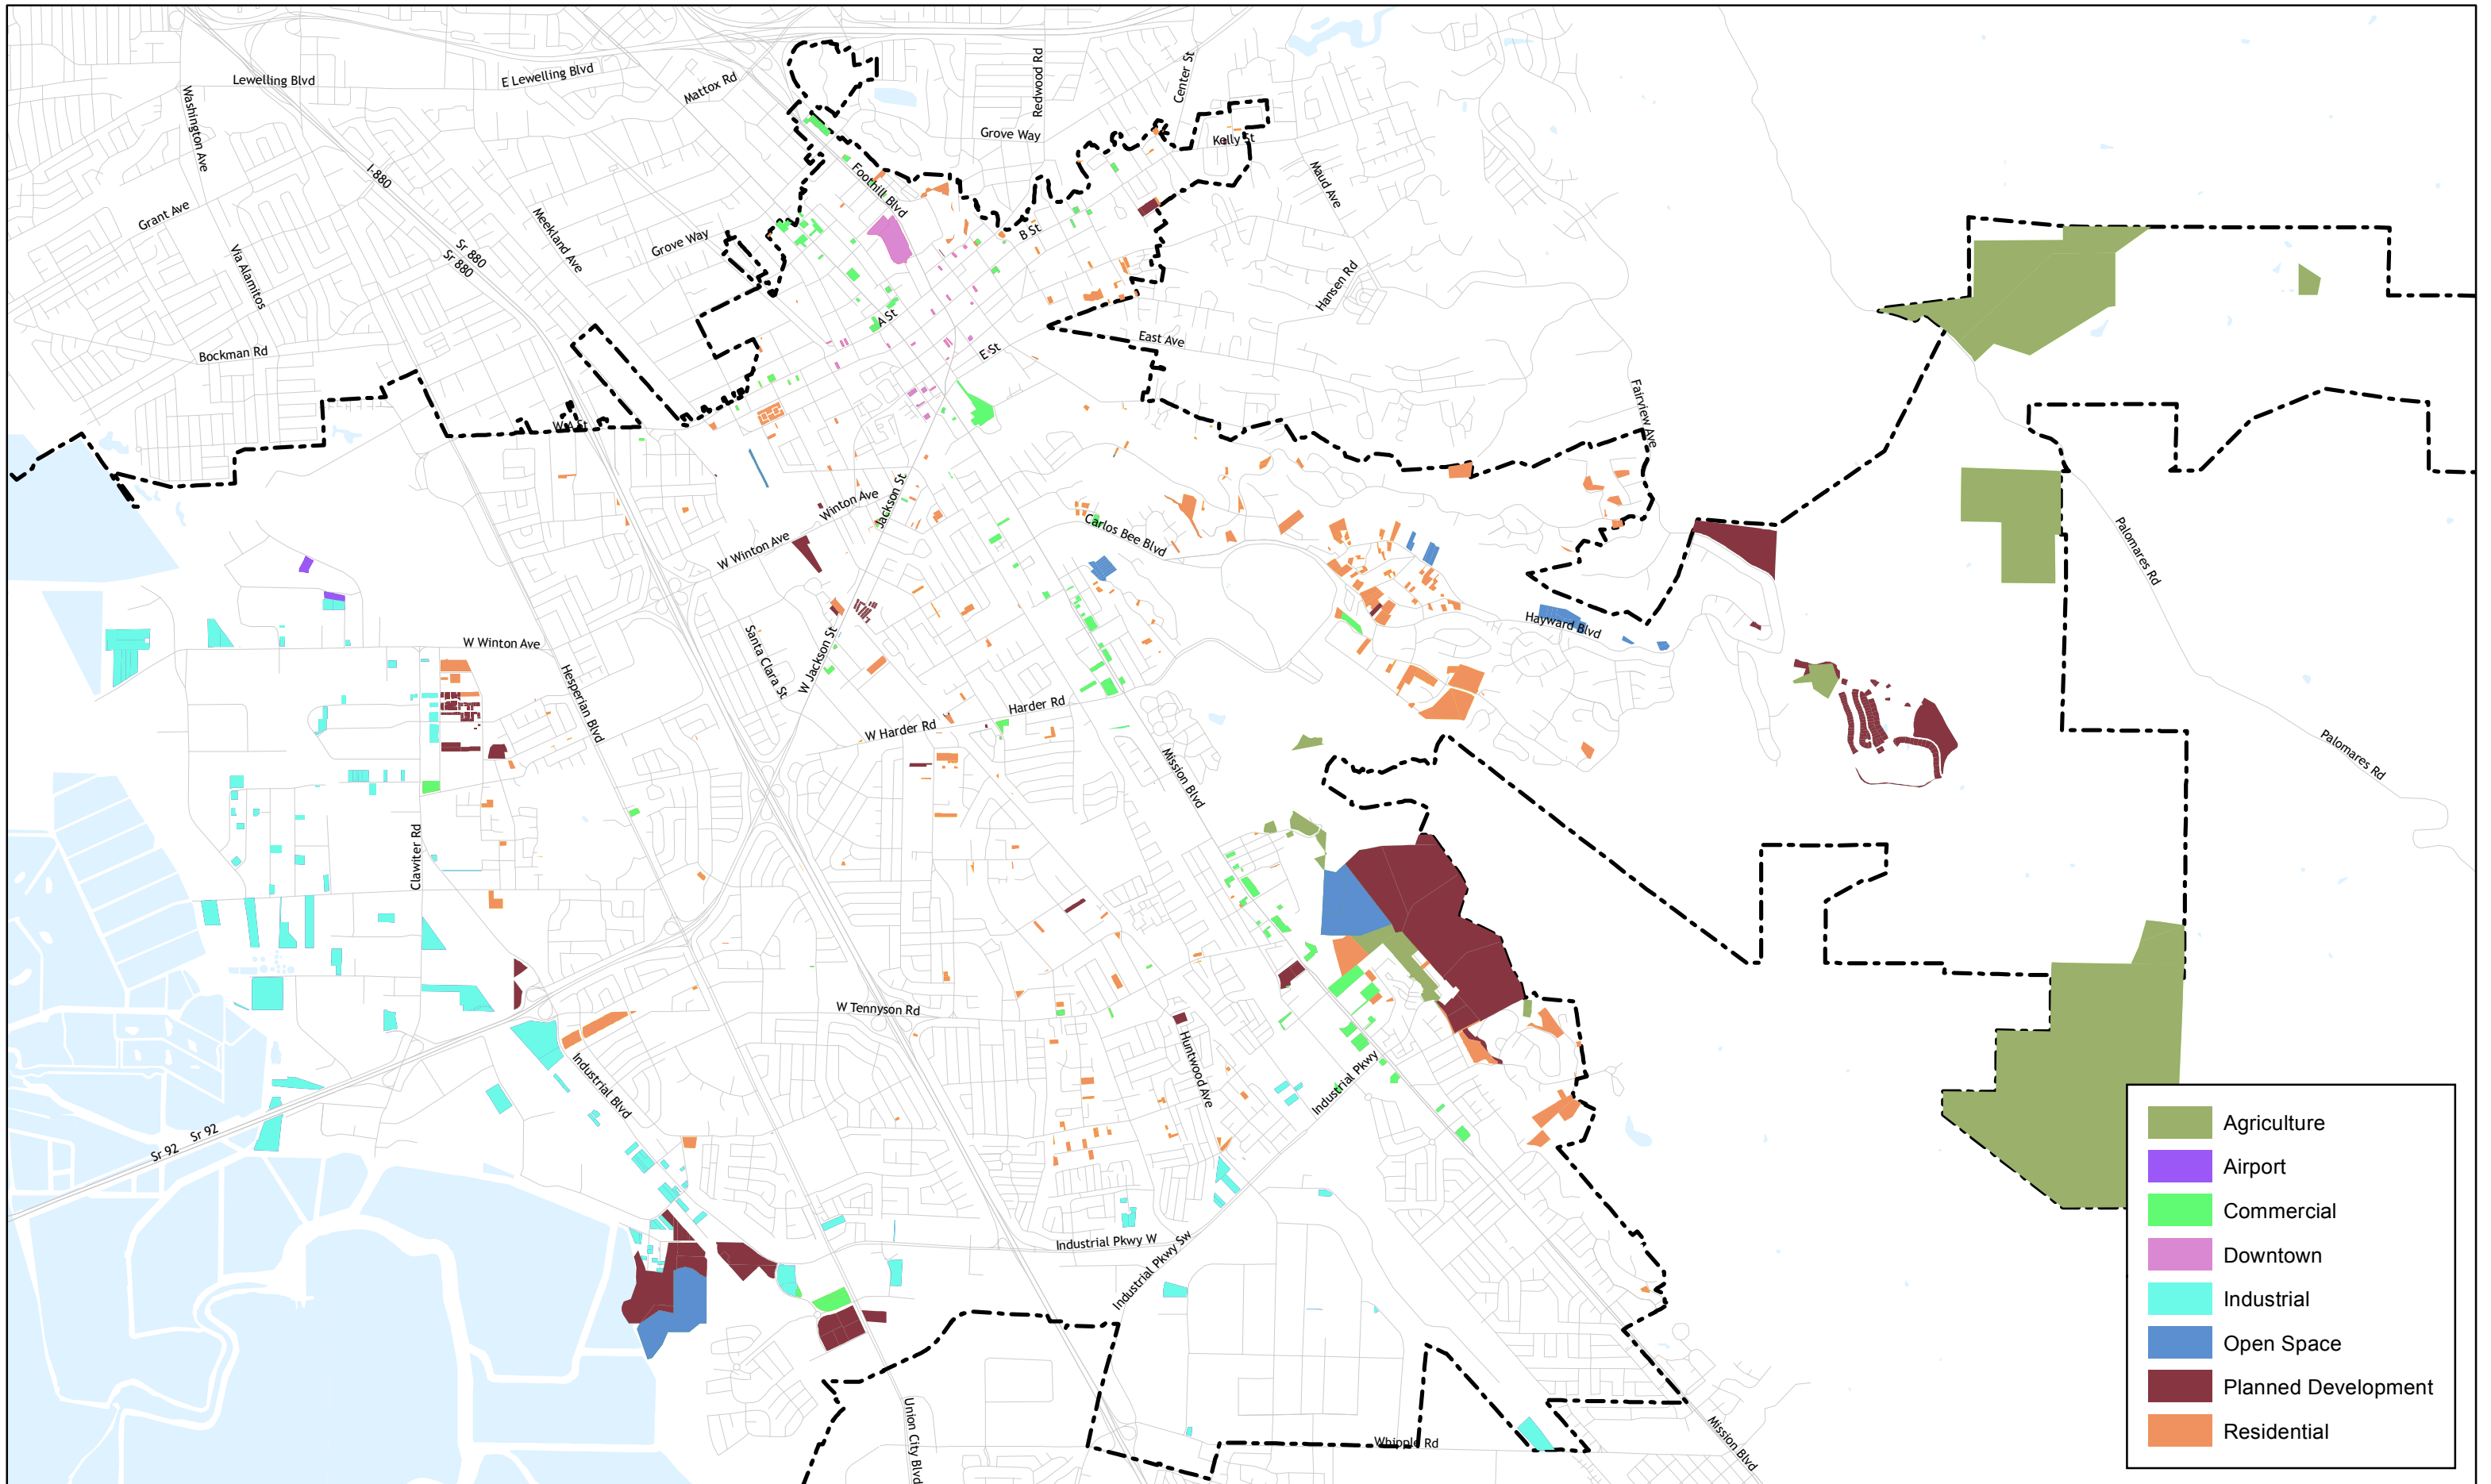 Lewelling Blvd
E Lewelling Blvd
Mattox Rd
Redwood Rd
Center St
Washington Ave
Grove Way
Kelly St
I-880
Foothill Blvd
Naud Ave
Grant Ave
Meekland Ave
Grove Way
B St
Sr 880
Sr 880
Via Alamitos
Hansen Rd
A St
East Ave
Bockman Rd
E St
Fairview Ave
W A St
Winton Ave
Jackson St
Carlos Bee Blvd
W Winton Ave
Palomares Rd
Hayward Blvd
W Winton Ave
Santa Clara St
W Jackson St
Hesperian Blvd
Harder Rd
W Harder Rd
Mission Blvd
Palomares Rd
Clawiter Rd
W Tennyson Rd
Huntwood Ave
Industrial Pkwy
Industrial Blvd
Sr 92
Sr 92
Industrial Pkwy W
Industrial Pkwy Sw
Union City Blvd
Whipple Rd
Mission Blvd
Agriculture
Airport
Commercial
Downtown
Industrial
Open Space
Planned Development
Residential